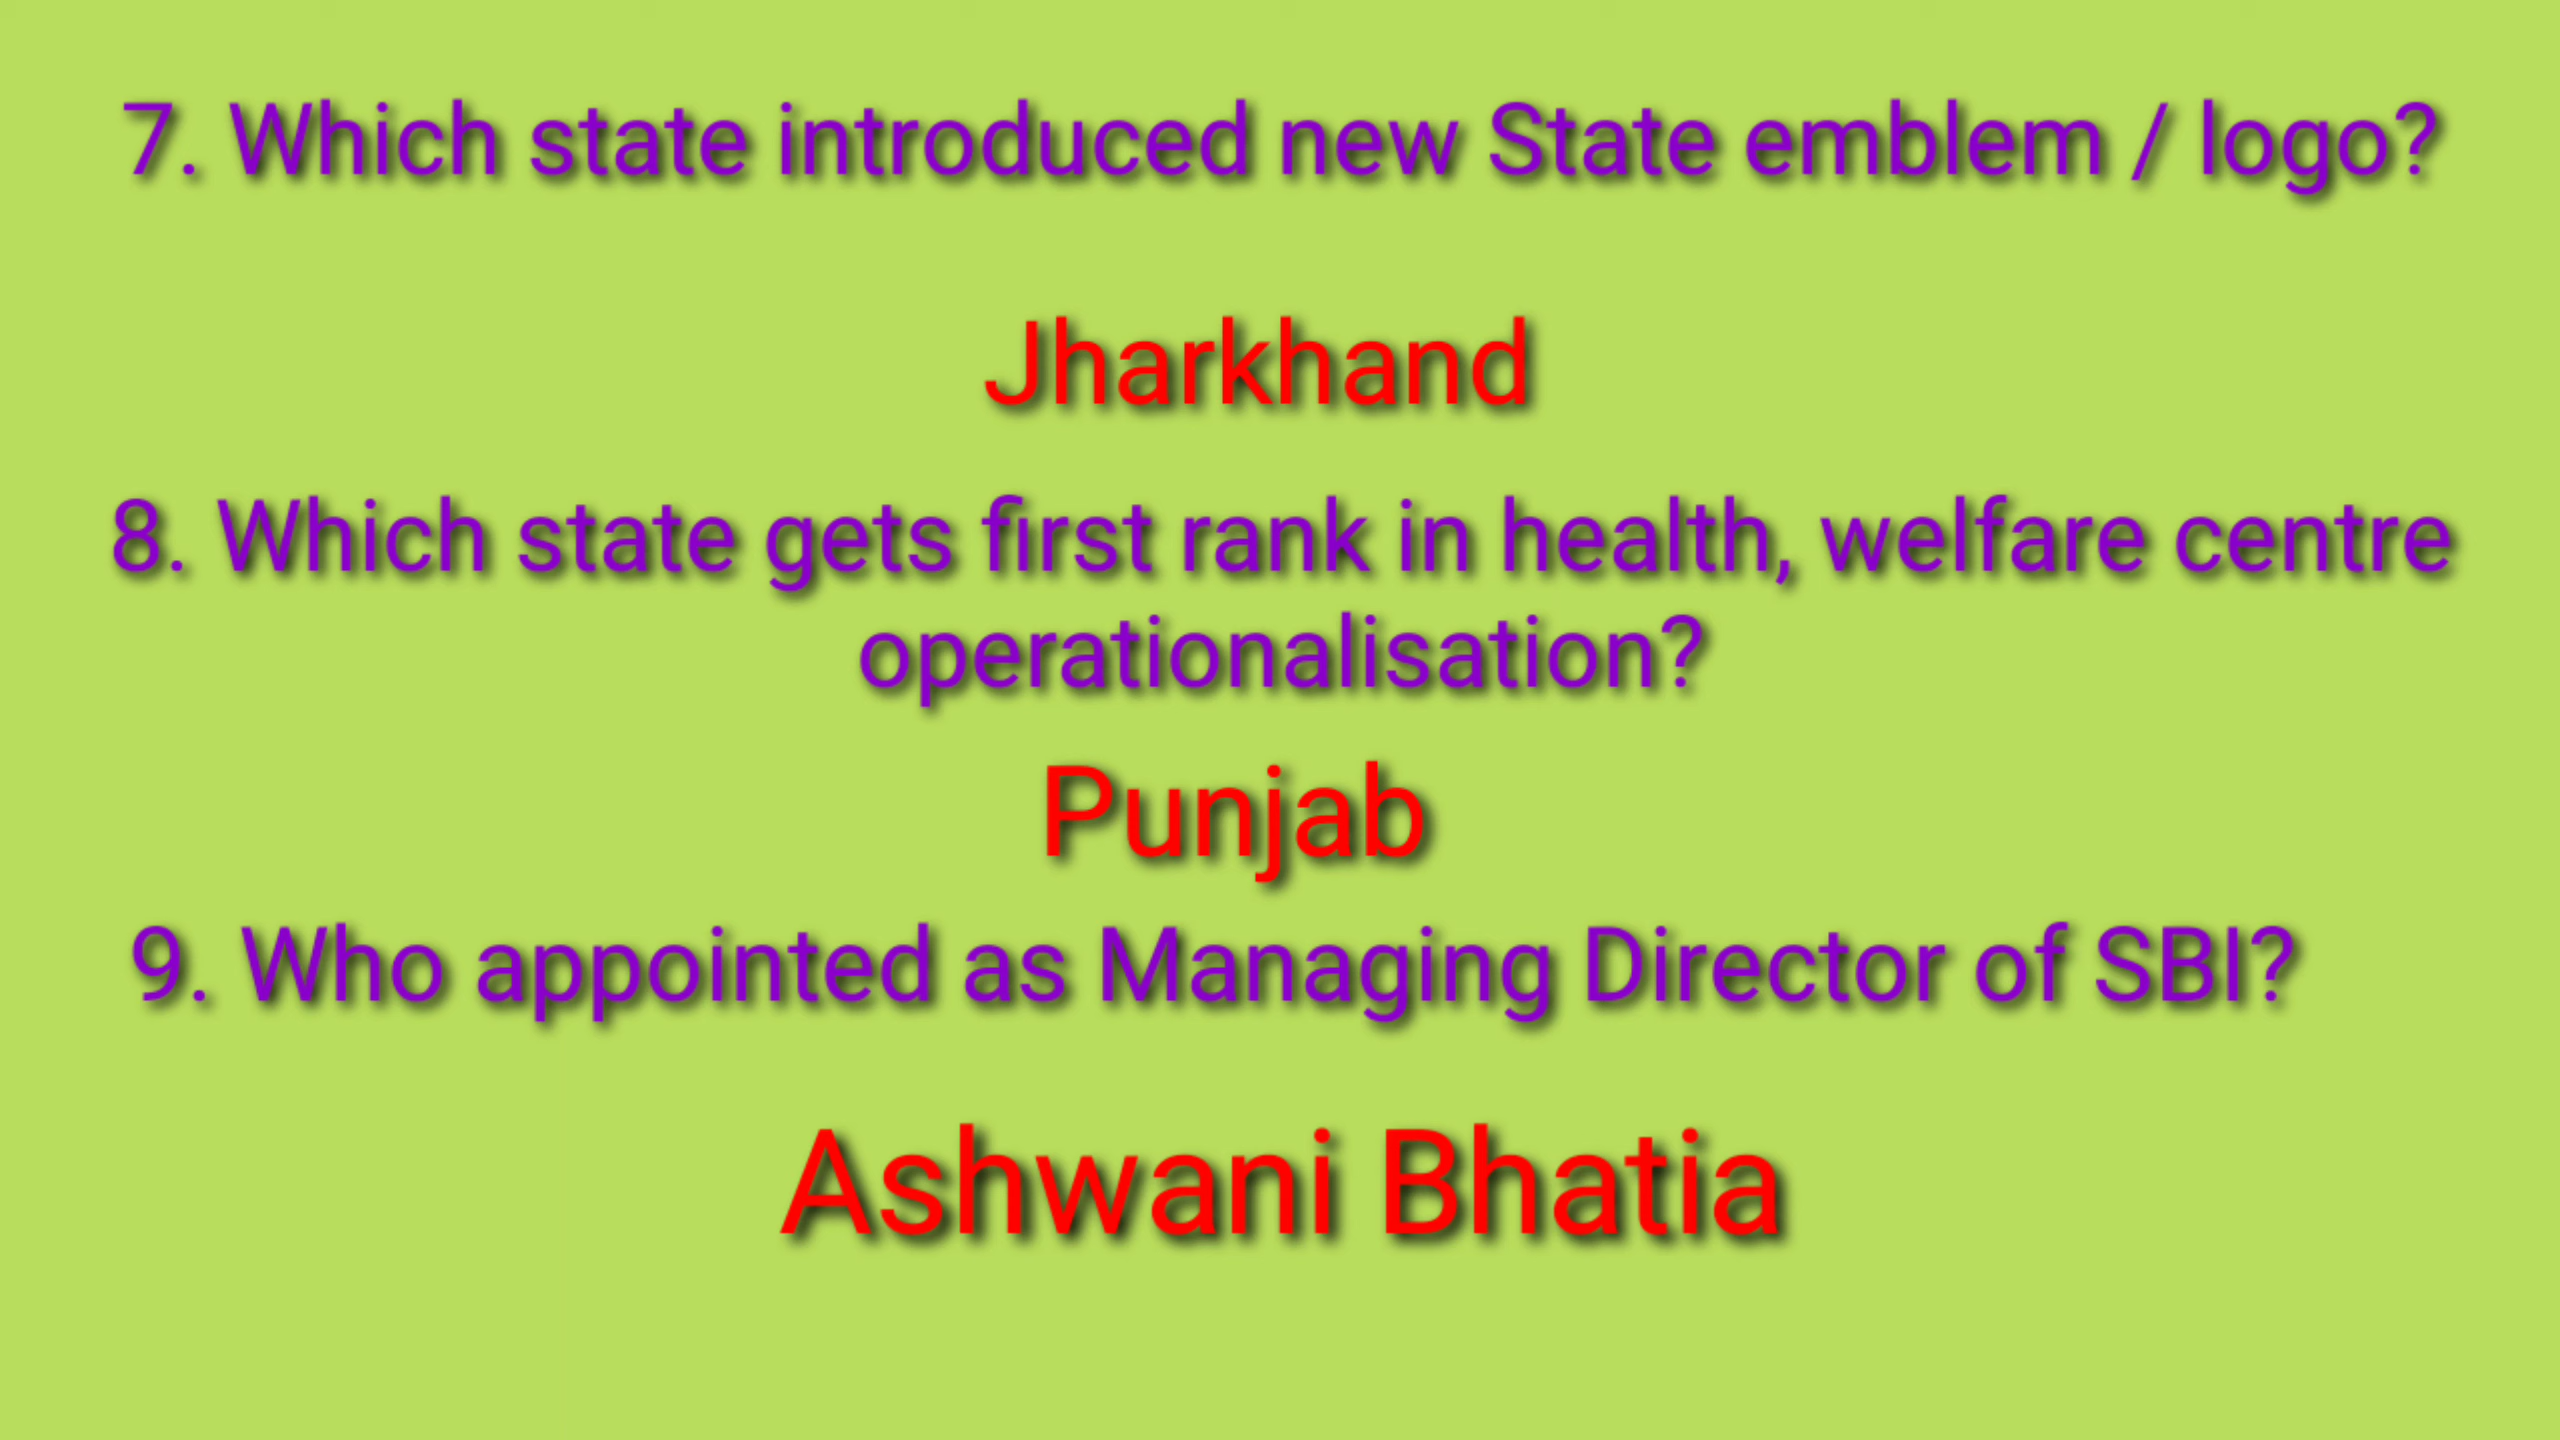 7. Which state introduced new State emblem / logo?
Jharkhand
8. Which state gets first rank in health, welfare centre
operationalisation?
Punjab
9. Who appointed as Managing Director of SBI?
Ashwani Bhatia